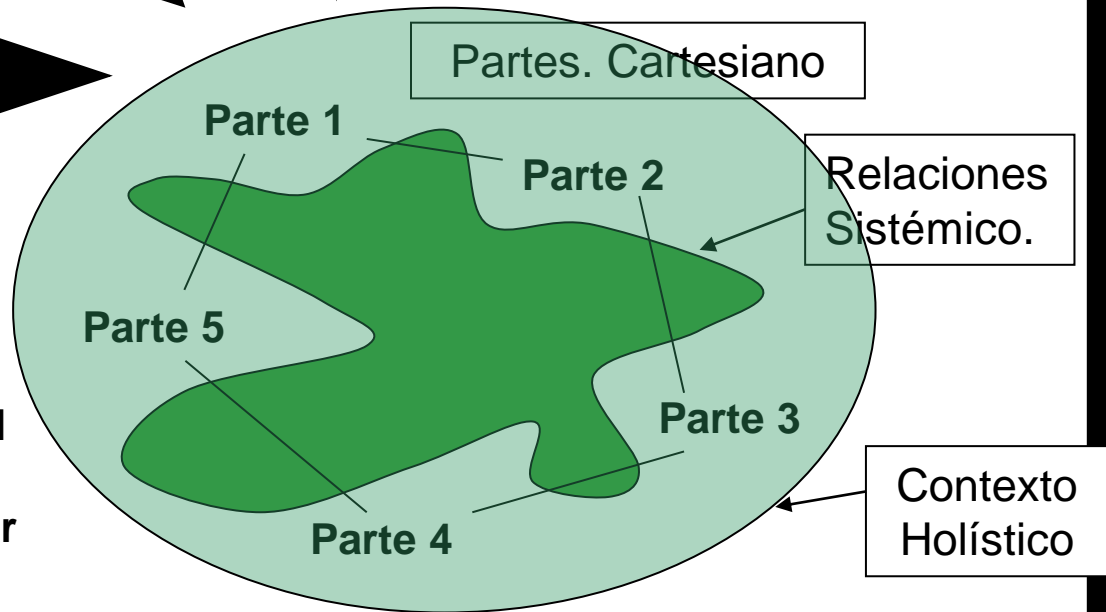 Partes. Cartesiano
Parte 1
Parte 2
Relaciones
Sistémico.
Parte 5
Parte 3
Parte 4
Contexto
Holístico
r